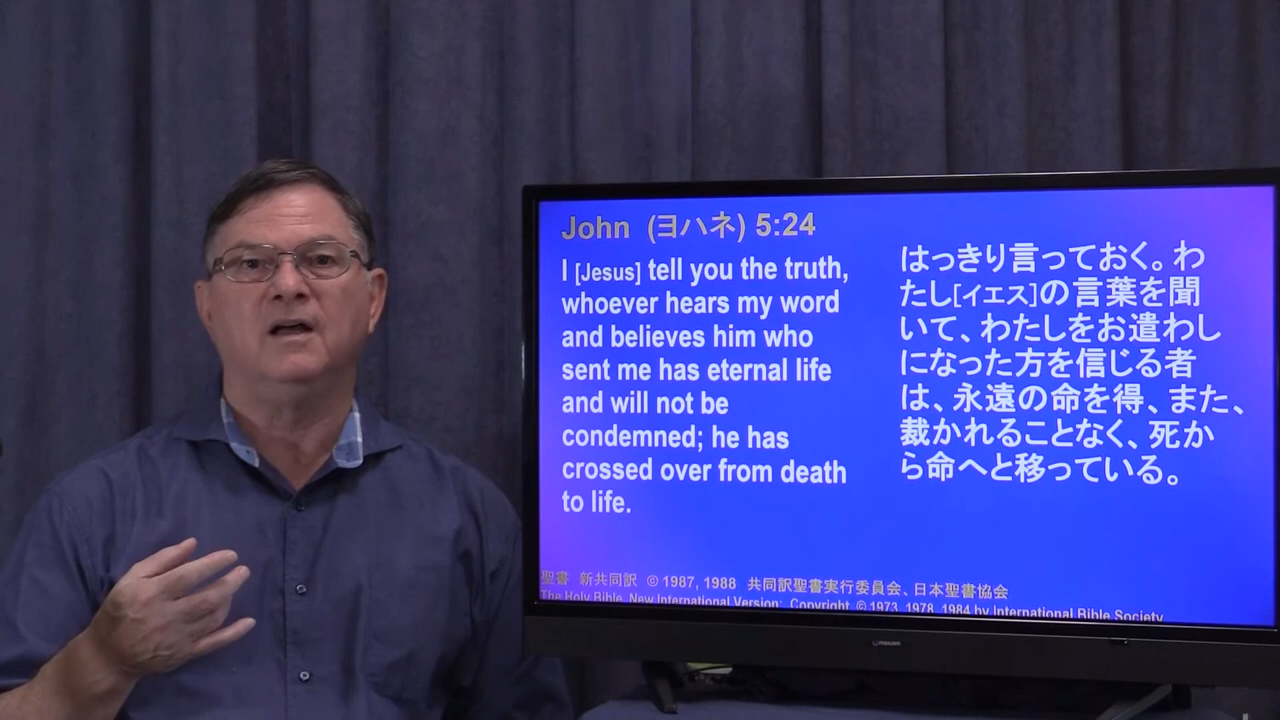 John (ヨハネ) 5:24
I [Jesus] tell you the truth,
whoever hears my word
and believes him who
sent me has eternal life
and will not be
condemned; he has
crossed over from death
to life.
はっきり言っておく。わ
たし[イエス]の言葉を聞
いて、わたしをお遣わし
になった方を信じる者
は、永遠の命を得、また、
裁かれることなく、死か
ら命へと移っている。
聖書 新共同訳 © 1987, 1988 共同訳聖書実行委員会、日本聖書協会
The Holy Bible, New International Version; Copyright © 1973, 1978, 1984 by International Bible Society